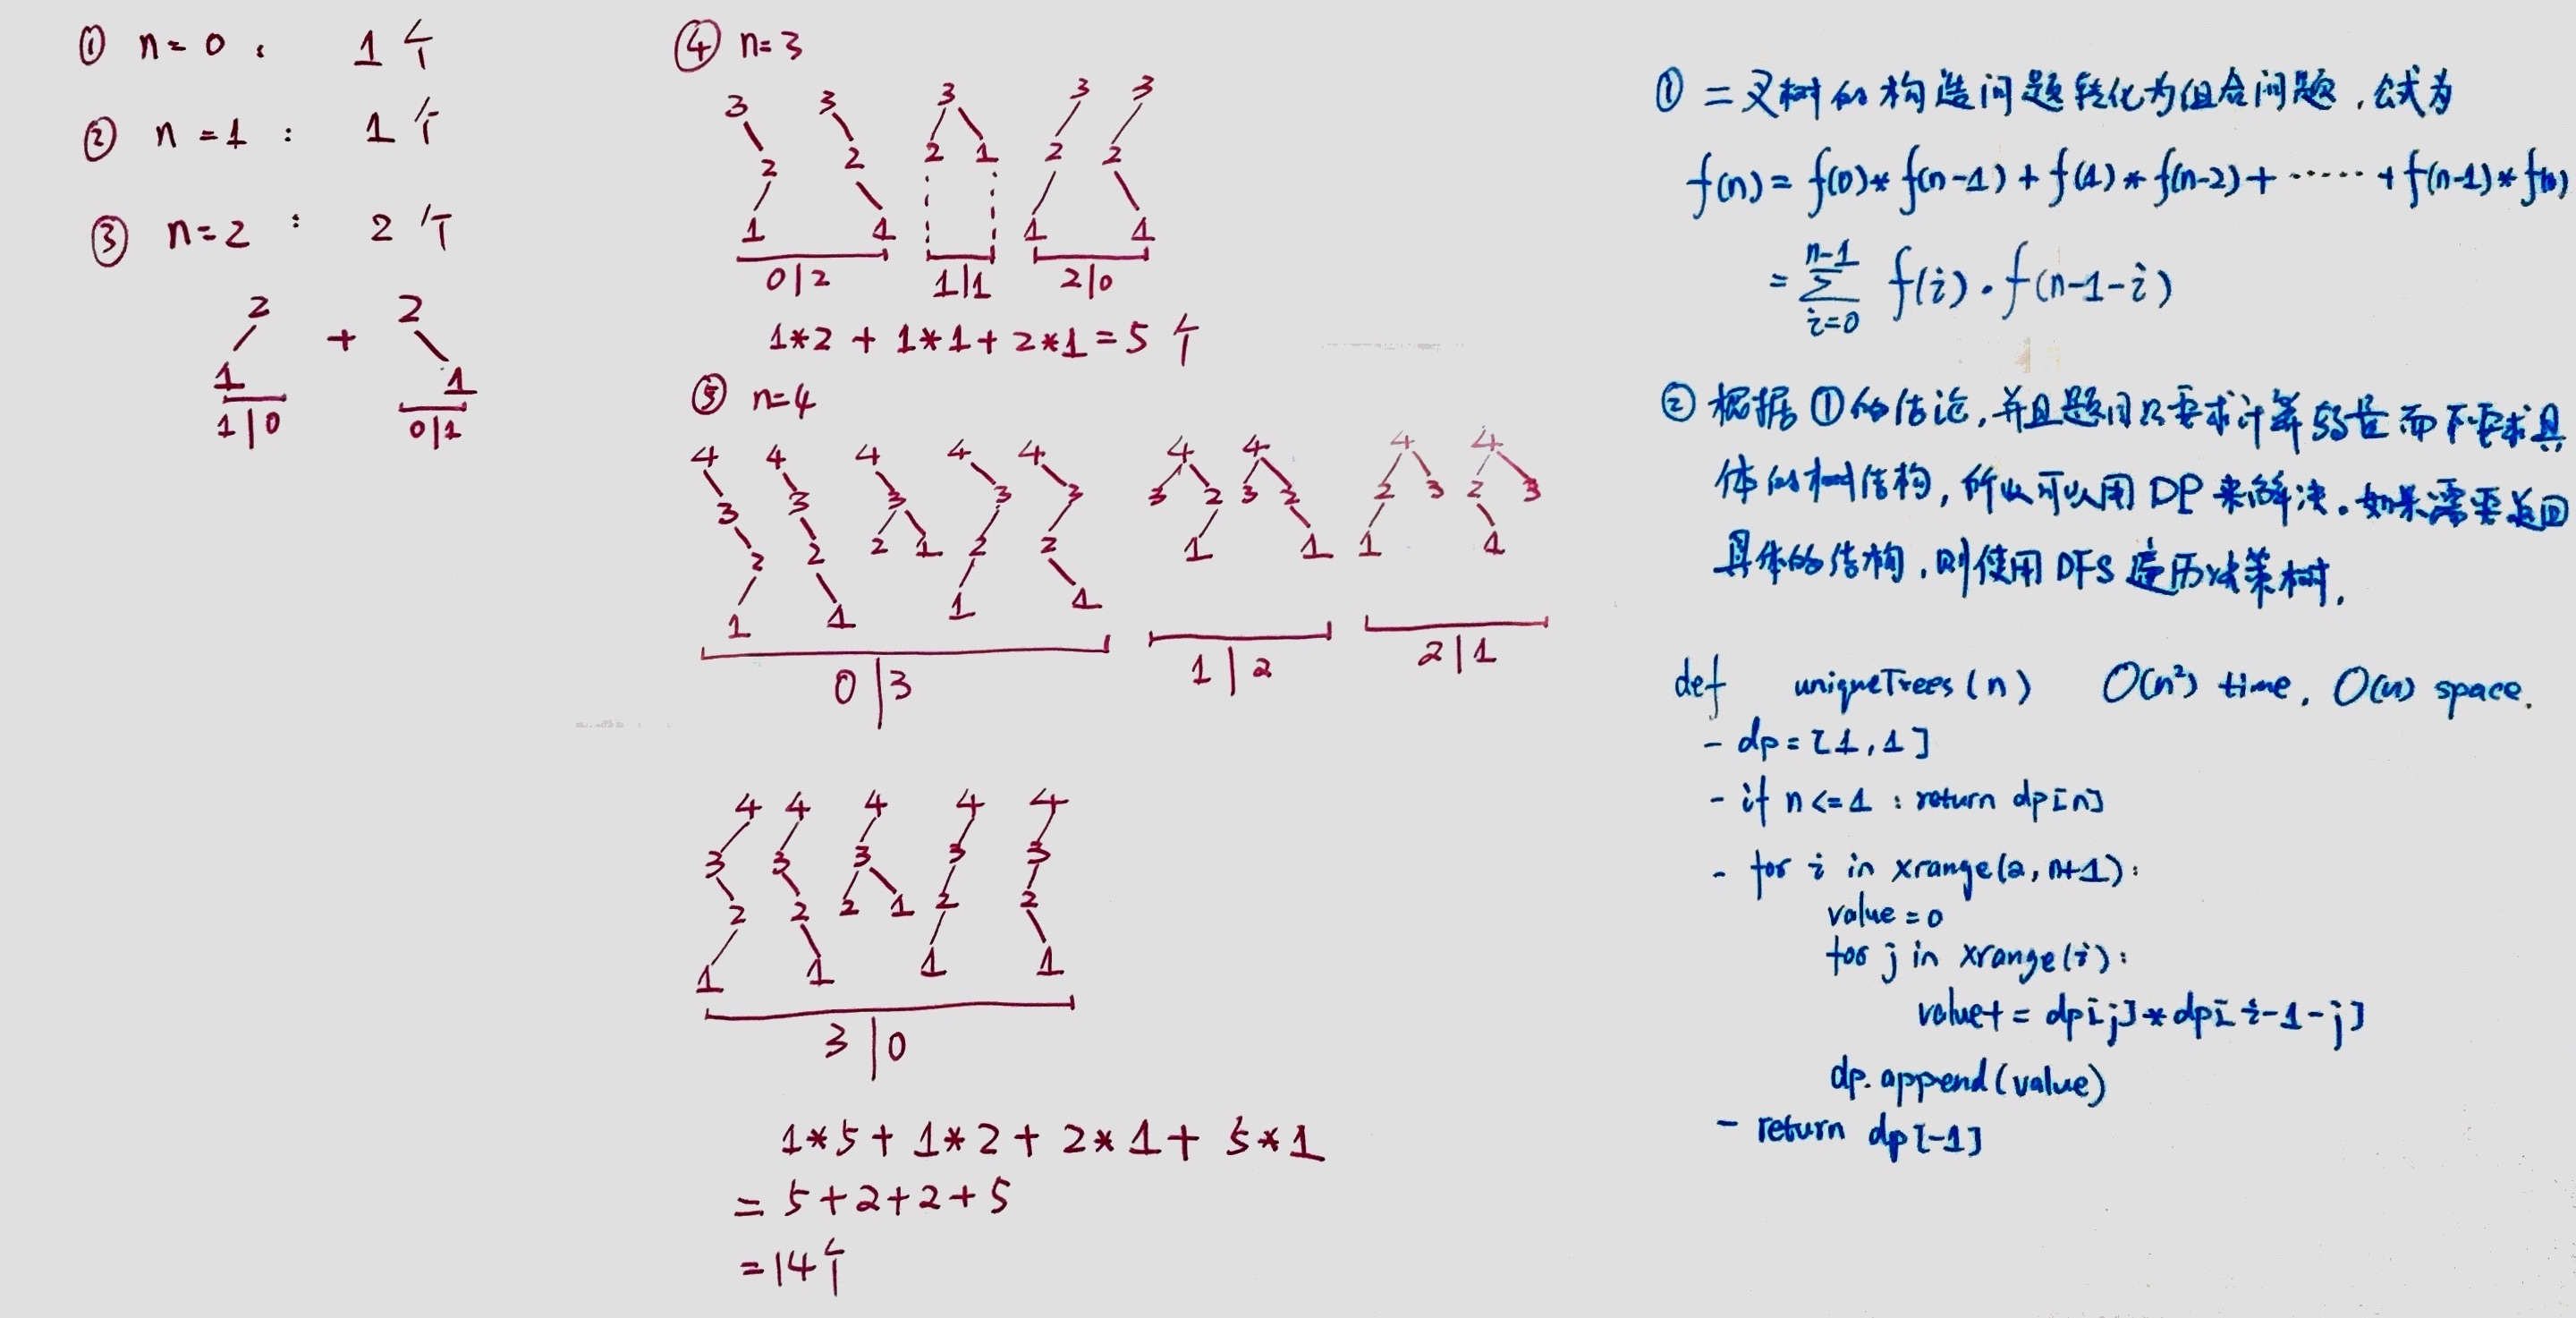 ① n=0 : 1个
② n=1 : 1个
③ n=2 : 2个
2 + 2
1 1
1|0 0|1
④ n=3
3 3 3 3 3
2 2 2 1 2 2
1 1 1 1
0|2 1|1 2|0
1*2 + 1*1 + 2*1 = 5个
⑤ n=4
4 4 4 4 4 4 4 4 4
3 3 3 3 3 3 2 3 2 2 3 2 3
2 2 2 1 2 2 1 1 1 1
1 1 1 1
0|3 1|2 2|1
4 4 4 4 4
3 3 3 3 3
2 2 2 1 2 2
1 1 1 1
3|0
1*5 + 1*2 + 2*1 + 5*1
= 5+2+2+5
=14个
① 二叉树的构造问题转化为组合问题,公式为
f(n) = f(0)* f(n-1) + f(1) * f(n-2) + ······ + f(n-1) * f(0)
n-1
= Σ f(i) · f(n-1-i)
i=0
② 根据①的结论,并且题目只要求计算数量而不要求具
体的树结构,所以可以用DP来解决。如果需要返回
具体的结构,则使用DFS遍历决策树.
def uniqueTrees(n) O(n²) time, O(n) space.
- dp = [1,1]
- if n <= 1 : return dp[n]
- for i in xrange(2, n+1):
value = 0
for j in xrange(i):
value+ = dp[j] * dp[i-1-j]
dp.append(value)
- return dp[-1]